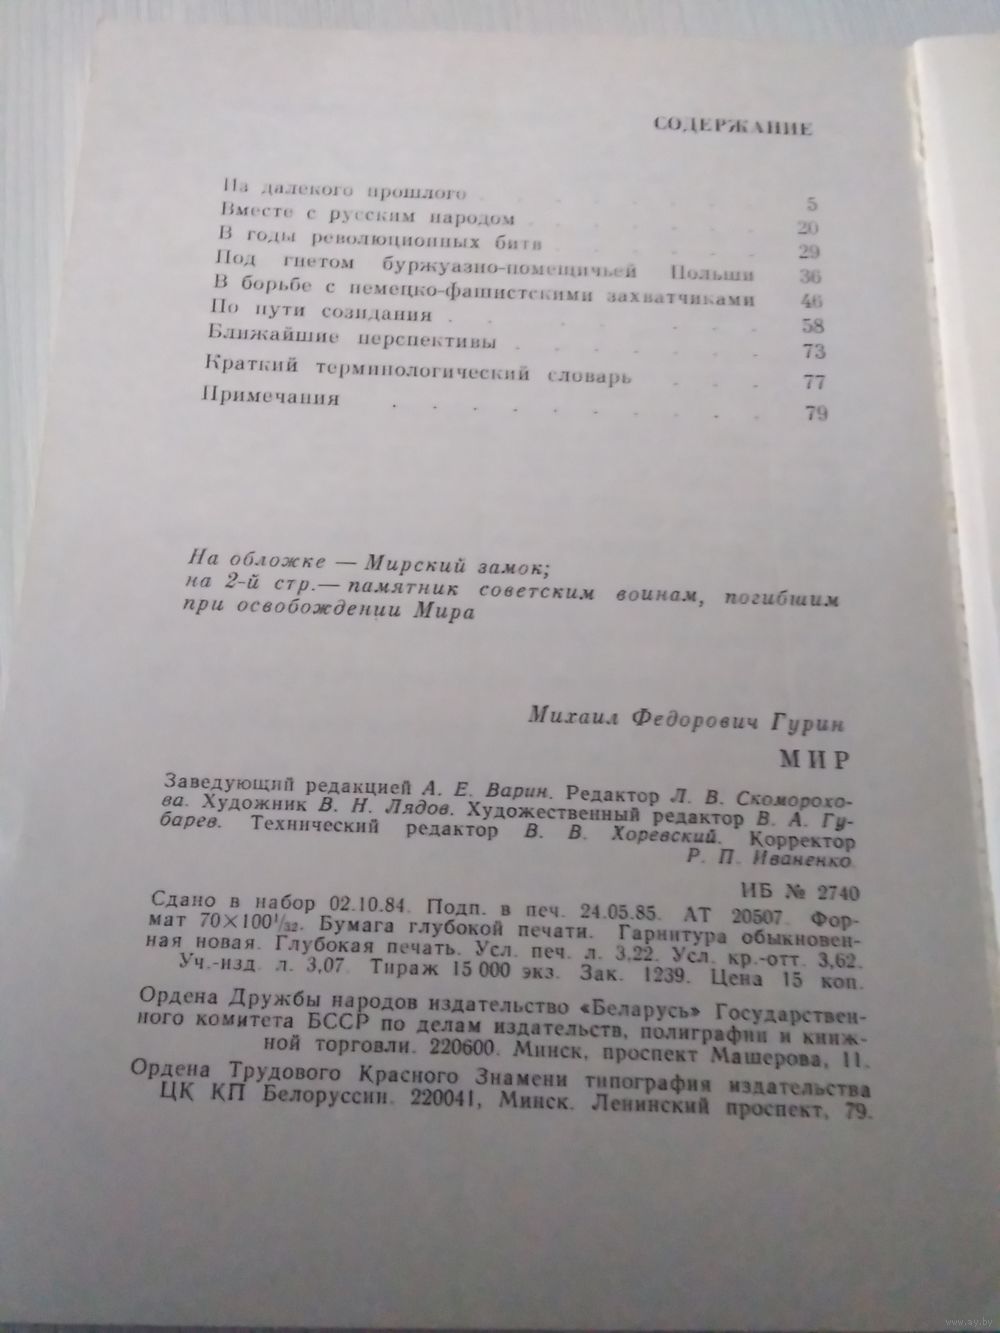 СОДЕРЖАНИЕ
Из далекого прошлого . . . . . . . 5
Вместе с русским народом . . . . . . 20
В годы революционных битв . . . . . 29
Под гнетом буржуазно-помещичьей Польши 36
В борьбе с немецко-фашистскими захватчиками 46
По пути созидания . . . . . . . 58
Ближайшие перспективы . . . . . . . 73
Краткий терминологический словарь . . . 77
Примечания . . . . . . . . . . 79
На обложке — Мирский замок;
на 2-й стр.— памятник советским воинам, погибшим
при освобождении Мира
Михаил Федорович Гурин
МИР
Заведующий редакцией А. Е. Варин. Редактор Л. В. Скоморохо-
ва. Художник В. Н. Лядов. Художественный редактор В. А. Гу-
барев. Технический редактор В. В. Хоревский. Корректор
Р. П. Иваненко
ИБ № 2740
Сдано в набор 02.10.84. Подп. в печ. 24.05.85. АТ 20507. Фор-
мат 70×100¹/₃₂. Бумага глубокой печати. Гарнитура обыкновен-
ная новая. Глубокая печать. Усл. печ. л. 3,22. Усл. кр.-отт. 3,62.
Уч.-изд. л. 3,07. Тираж 15 000 экз. Зак. 1239. Цена 15 коп.
Ордена Дружбы народов издательство «Беларусь» Государствен-
ного комитета БССР по делам издательств, полиграфии и книж-
ной торговли. 220600. Минск, проспект Машерова, 11.
Ордена Трудового Красного Знамени типография издательства
ЦК КП Белоруссии. 220041, Минск. Ленинский проспект, 79.
www.ay.by